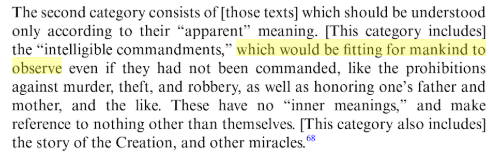 The second category consists of [those texts] which should be understood
only according to their “apparent” meaning. [This category includes]
the “intelligible commandments,” which would be fitting for mankind to
observe even if they had not been commanded, like the prohibitions
against murder, theft, and robbery, as well as honoring one’s father and
mother, and the like. These have no “inner meanings,” and make
reference to nothing other than themselves. [This category also includes]
the story of the Creation, and other miracles.68